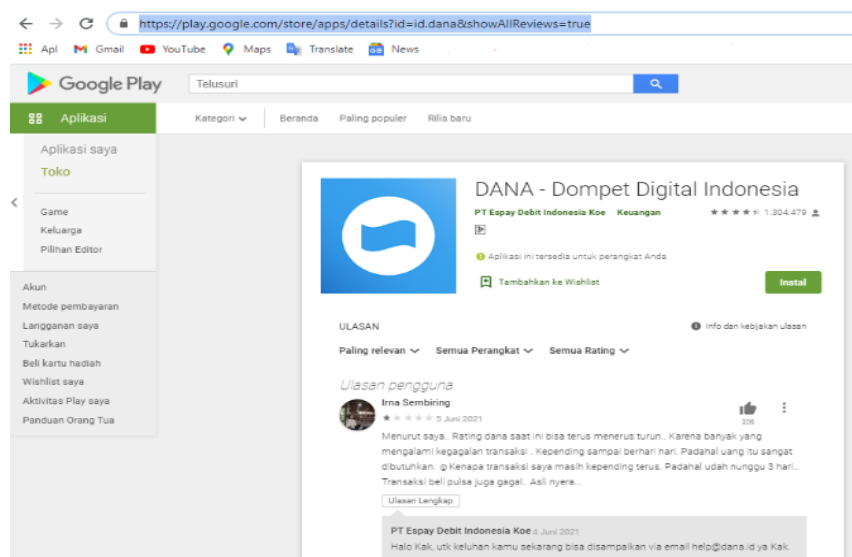 https://play.google.com/store/apps/details?id=id.dana&showAllReviews=true
Apl Gmail YouTube Maps Translate News
Google Play Telusuri
Aplikasi Kategori Beranda Paling populer Rilis baru
Aplikasi saya
Toko
Game
Keluarga
Pilihan Editor
Akun
Metode pembayaran
Langganan saya
Tukarkan
Beli kartu hadiah
Wishlist saya
Aktivitas Play saya
Panduan Orang Tua
DANA - Dompet Digital Indonesia
PT Espay Debit Indonesia Koe Keuangan 1.304.479
3+
Aplikasi ini tersedia untuk perangkat Anda
Tambahkan ke Wishlist Instal
ULASAN Info dan kebijakan ulasan
Paling relevan Semua Perangkat Semua Rating
Ulasan pengguna
Irna Sembiring
5 Juni 2021
206
Menurut saya.. Rating dana saat ini bisa terus menerus turun.. Karena banyak yang
mengalami kegagalan transaksi . Kepending sampai berhari hari. Padahal uang itu sangat
dibutuhkan. Kenapa transaksi saya masih kepending terus. Padahal udah nunggu 3 hari..
Transaksi beli pulsa juga gagal.. Asli nyera...
Ulasan Lengkap
PT Espay Debit Indonesia Koe 4 Juni 2021
Halo Kak, utk keluhan kamu sekarang bisa disampaikan via email help@dana.id ya Kak.